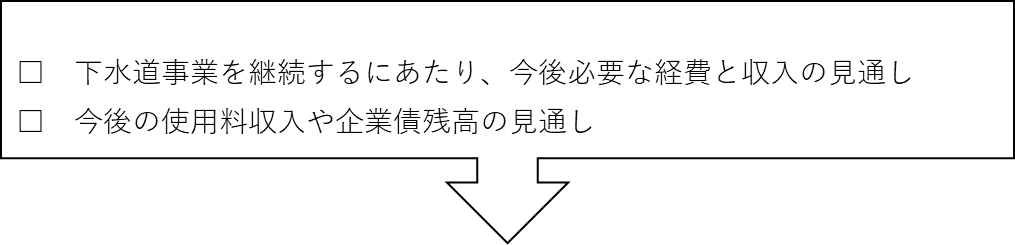 □　下水道事業を継続するにあたり、今後必要な経費と収入の見通し
□　今後の使用料収入や企業債残高の見通し